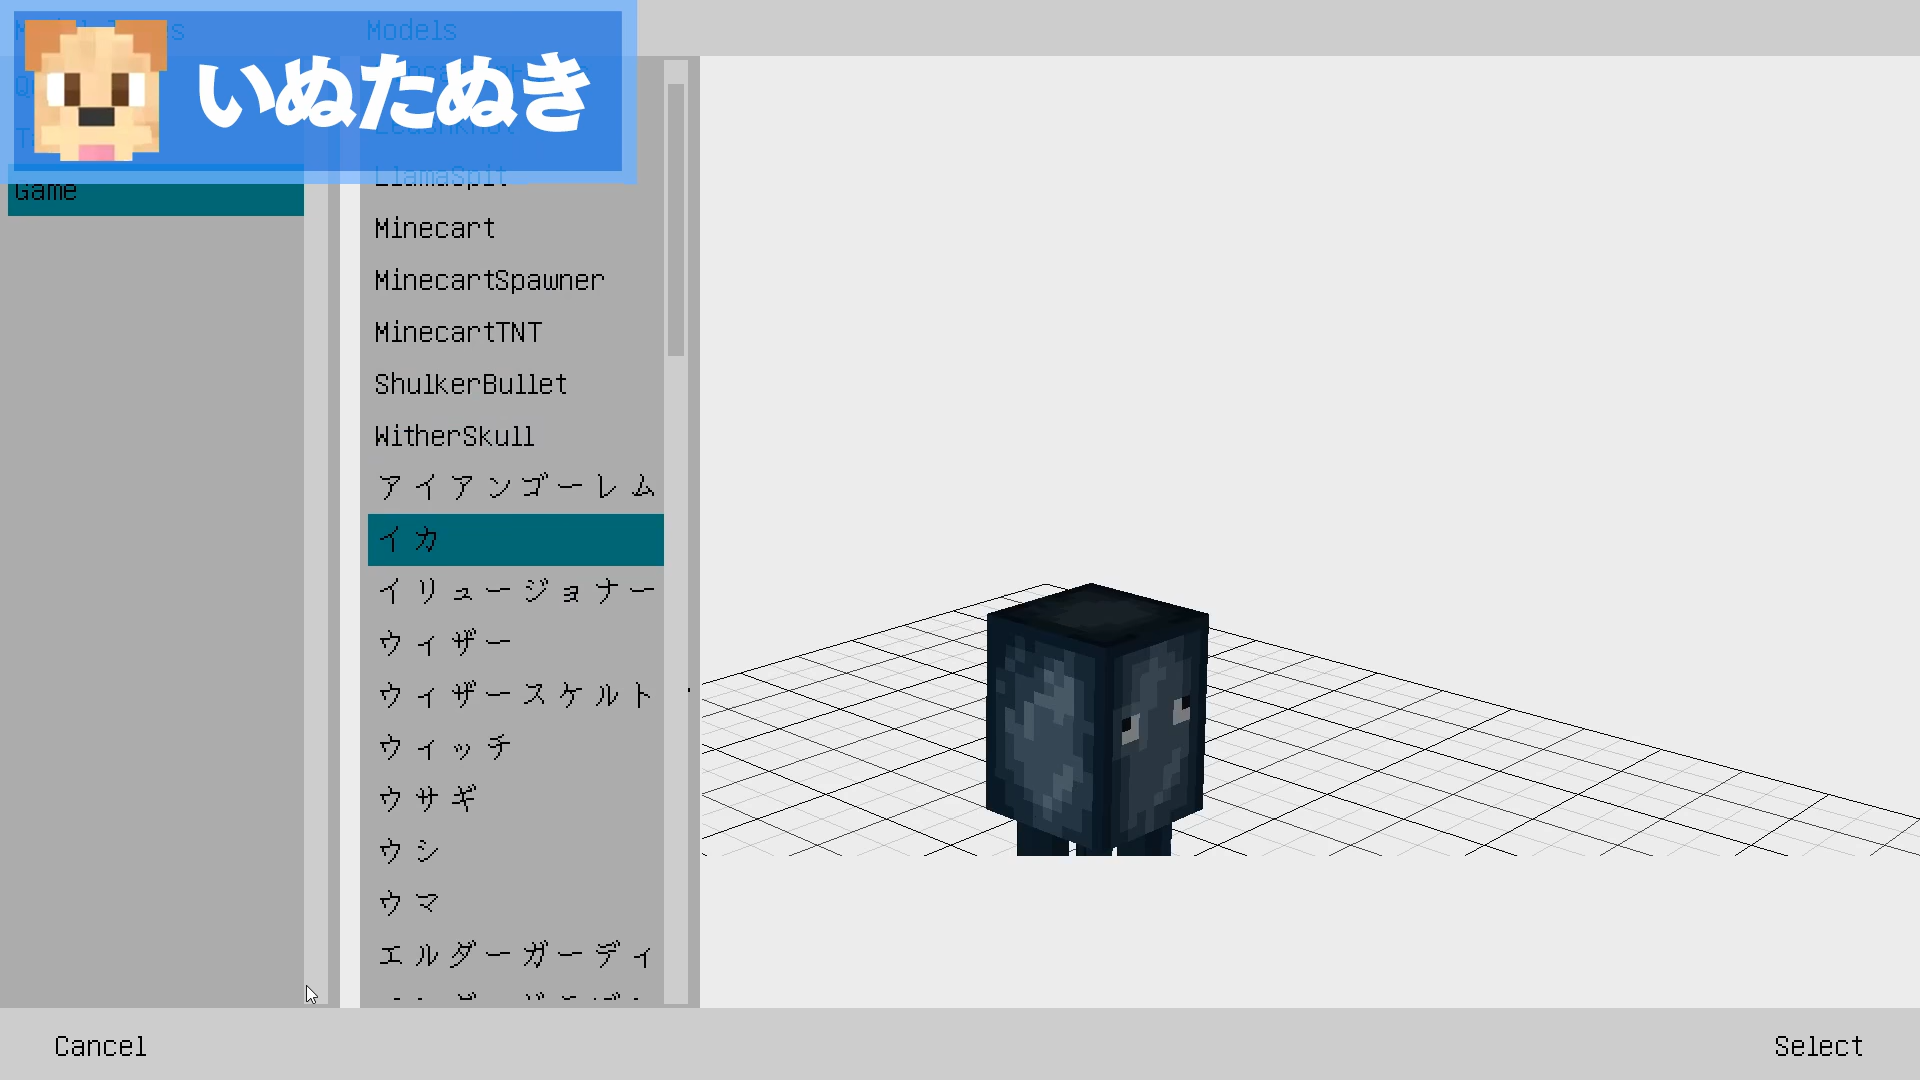 Models
いぬたぬき
LlamaSpit
Game
Minecart
MinecartSpawner
MinecartTNT
ShulkerBullet
WitherSkull
アイアンゴーレム
イカ
イリュージョナー
ウィザー
ウィザースケルト
ウィッチ
ウサギ
ウシ
ウマ
エルダーガーディ
Cancel
Select